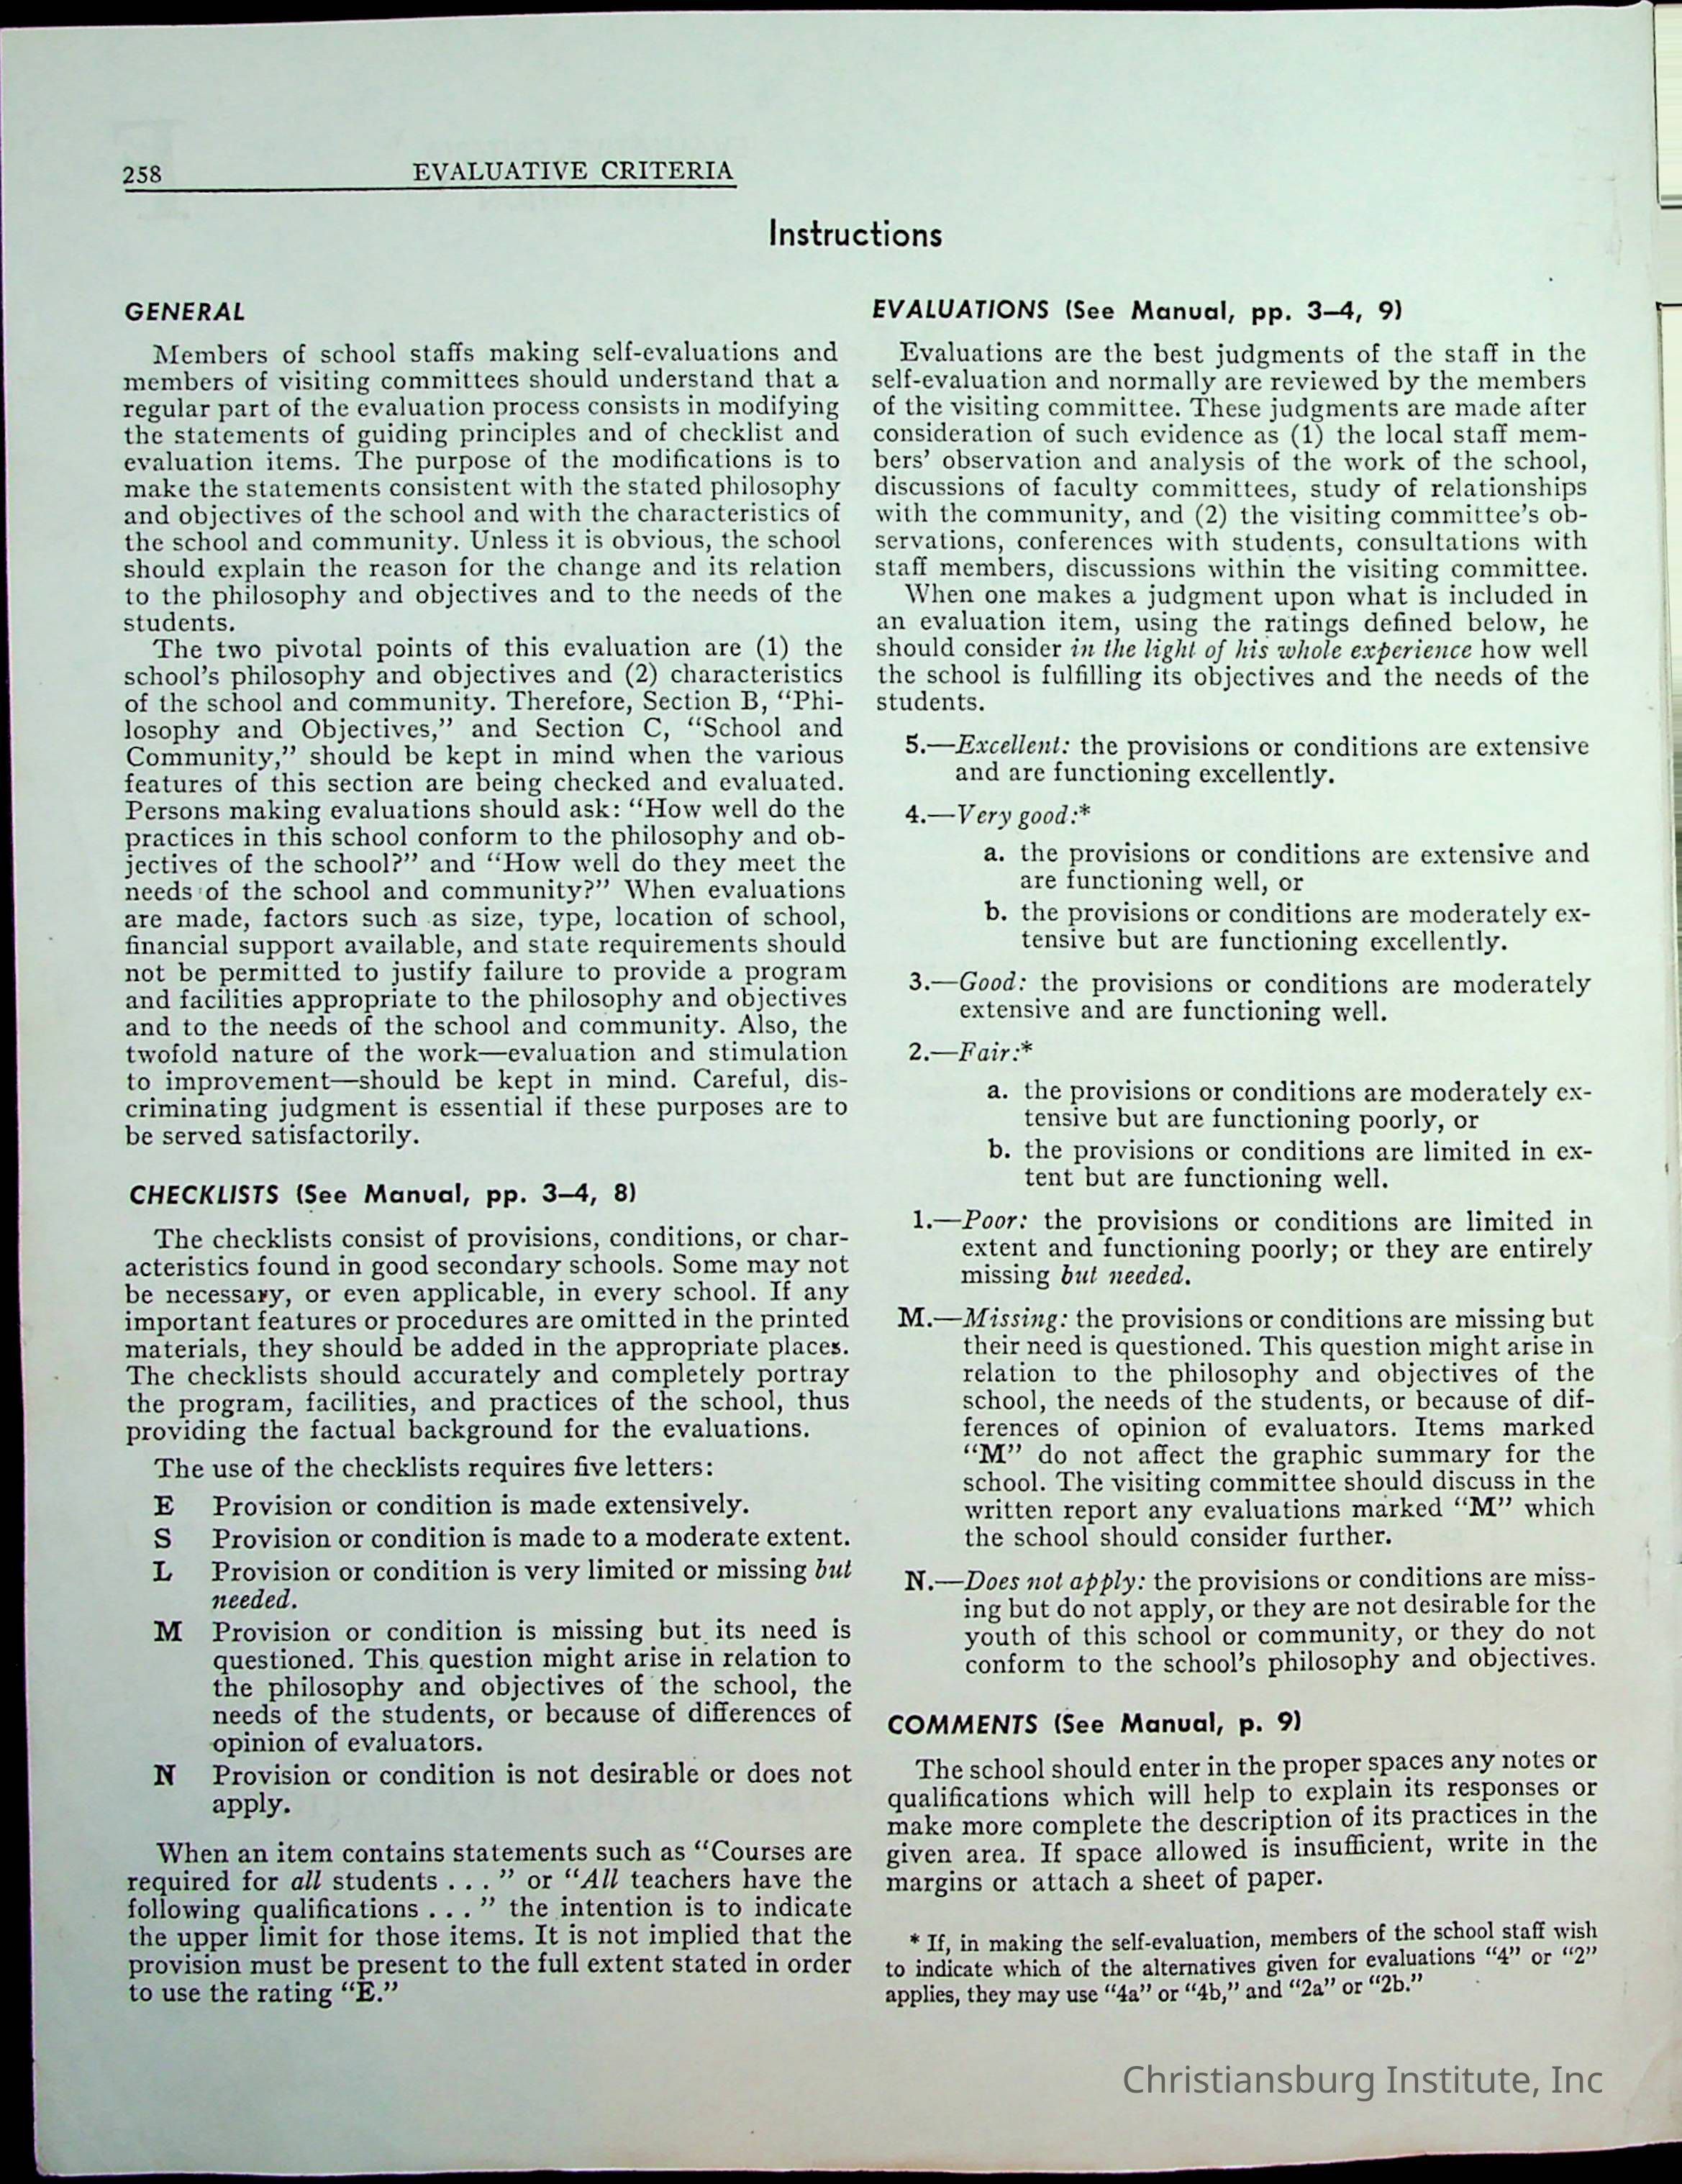 258
EVALUATIVE CRITERIA
Instructions
GENERAL
Members of school staffs making self-evaluations and
members of visiting committees should understand that a
regular part of the evaluation process consists in modifying
the statements of guiding principles and of checklist and
evaluation items. The purpose of the modifications is to
make the statements consistent with the stated philosophy
and objectives of the school and with the characteristics of
the school and community. Unless it is obvious, the school
should explain the reason for the change and its relation
to the philosophy and objectives and to the needs of the
students.
The two pivotal points of this evaluation are (1) the
school's philosophy and objectives and (2) characteristics
of the school and community. Therefore, Section B, "Phi-
losophy and Objectives," and Section C, "School and
Community," should be kept in mind when the various
features of this section are being checked and evaluated.
Persons making evaluations should ask: "How well do the
practices in this school conform to the philosophy and ob-
jectives of the school?" and "How well do they meet the
needs of the school and community?" When evaluations
are made, factors such as size, type, location of school,
financial support available, and state requirements should
not be permitted to justify failure to provide a program
and facilities appropriate to the philosophy and objectives
and to the needs of the school and community. Also, the
twofold nature of the work—evaluation and stimulation
to improvement—should be kept in mind. Careful, dis-
criminating judgment is essential if these purposes are to
be served satisfactorily.
CHECKLISTS (See Manual, pp. 3–4, 8)
The checklists consist of provisions, conditions, or char-
acteristics found in good secondary schools. Some may not
be necessary, or even applicable, in every school. If any
important features or procedures are omitted in the printed
materials, they should be added in the appropriate places.
The checklists should accurately and completely portray
the program, facilities, and practices of the school, thus
providing the factual background for the evaluations.
The use of the checklists requires five letters:
E Provision or condition is made extensively.
S Provision or condition is made to a moderate extent.
L Provision or condition is very limited or missing but
needed.
M Provision or condition is missing but its need is
questioned. This question might arise in relation to
the philosophy and objectives of the school, the
needs of the students, or because of differences of
opinion of evaluators.
N Provision or condition is not desirable or does not
apply.
When an item contains statements such as "Courses are
required for all students . . . " or "All teachers have the
following qualifications . . . " the intention is to indicate
the upper limit for those items. It is not implied that the
provision must be present to the full extent stated in order
to use the rating "E."
EVALUATIONS (See Manual, pp. 3–4, 9)
Evaluations are the best judgments of the staff in the
self-evaluation and normally are reviewed by the members
of the visiting committee. These judgments are made after
consideration of such evidence as (1) the local staff mem-
bers' observation and analysis of the work of the school,
discussions of faculty committees, study of relationships
with the community, and (2) the visiting committee's ob-
servations, conferences with students, consultations with
staff members, discussions within the visiting committee.
When one makes a judgment upon what is included in
an evaluation item, using the ratings defined below, he
should consider in the light of his whole experience how well
the school is fulfilling its objectives and the needs of the
students.
5.—Excellent: the provisions or conditions are extensive
and are functioning excellently.
4.—Very good:*
a. the provisions or conditions are extensive and
are functioning well, or
b. the provisions or conditions are moderately ex-
tensive but are functioning excellently.
3.—Good: the provisions or conditions are moderately
extensive and are functioning well.
2.—Fair:*
a. the provisions or conditions are moderately ex-
tensive but are functioning poorly, or
b. the provisions or conditions are limited in ex-
tent but are functioning well.
1.—Poor: the provisions or conditions are limited in
extent and functioning poorly; or they are entirely
missing but needed.
M.—Missing: the provisions or conditions are missing but
their need is questioned. This question might arise in
relation to the philosophy and objectives of the
school, the needs of the students, or because of dif-
ferences of opinion of evaluators. Items marked
"M" do not affect the graphic summary for the
school. The visiting committee should discuss in the
written report any evaluations marked "M" which
the school should consider further.
N.—Does not apply: the provisions or conditions are miss-
ing but do not apply, or they are not desirable for the
youth of this school or community, or they do not
conform to the school's philosophy and objectives.
COMMENTS (See Manual, p. 9)
The school should enter in the proper spaces any notes or
qualifications which will help to explain its responses or
make more complete the description of its practices in the
given area. If space allowed is insufficient, write in the
margins or attach a sheet of paper.
* If, in making the self-evaluation, members of the school staff wish
to indicate which of the alternatives given for evaluations "4" or "2"
applies, they may use "4a" or "4b," and "2a" or "2b."
Christiansburg Institute, Inc